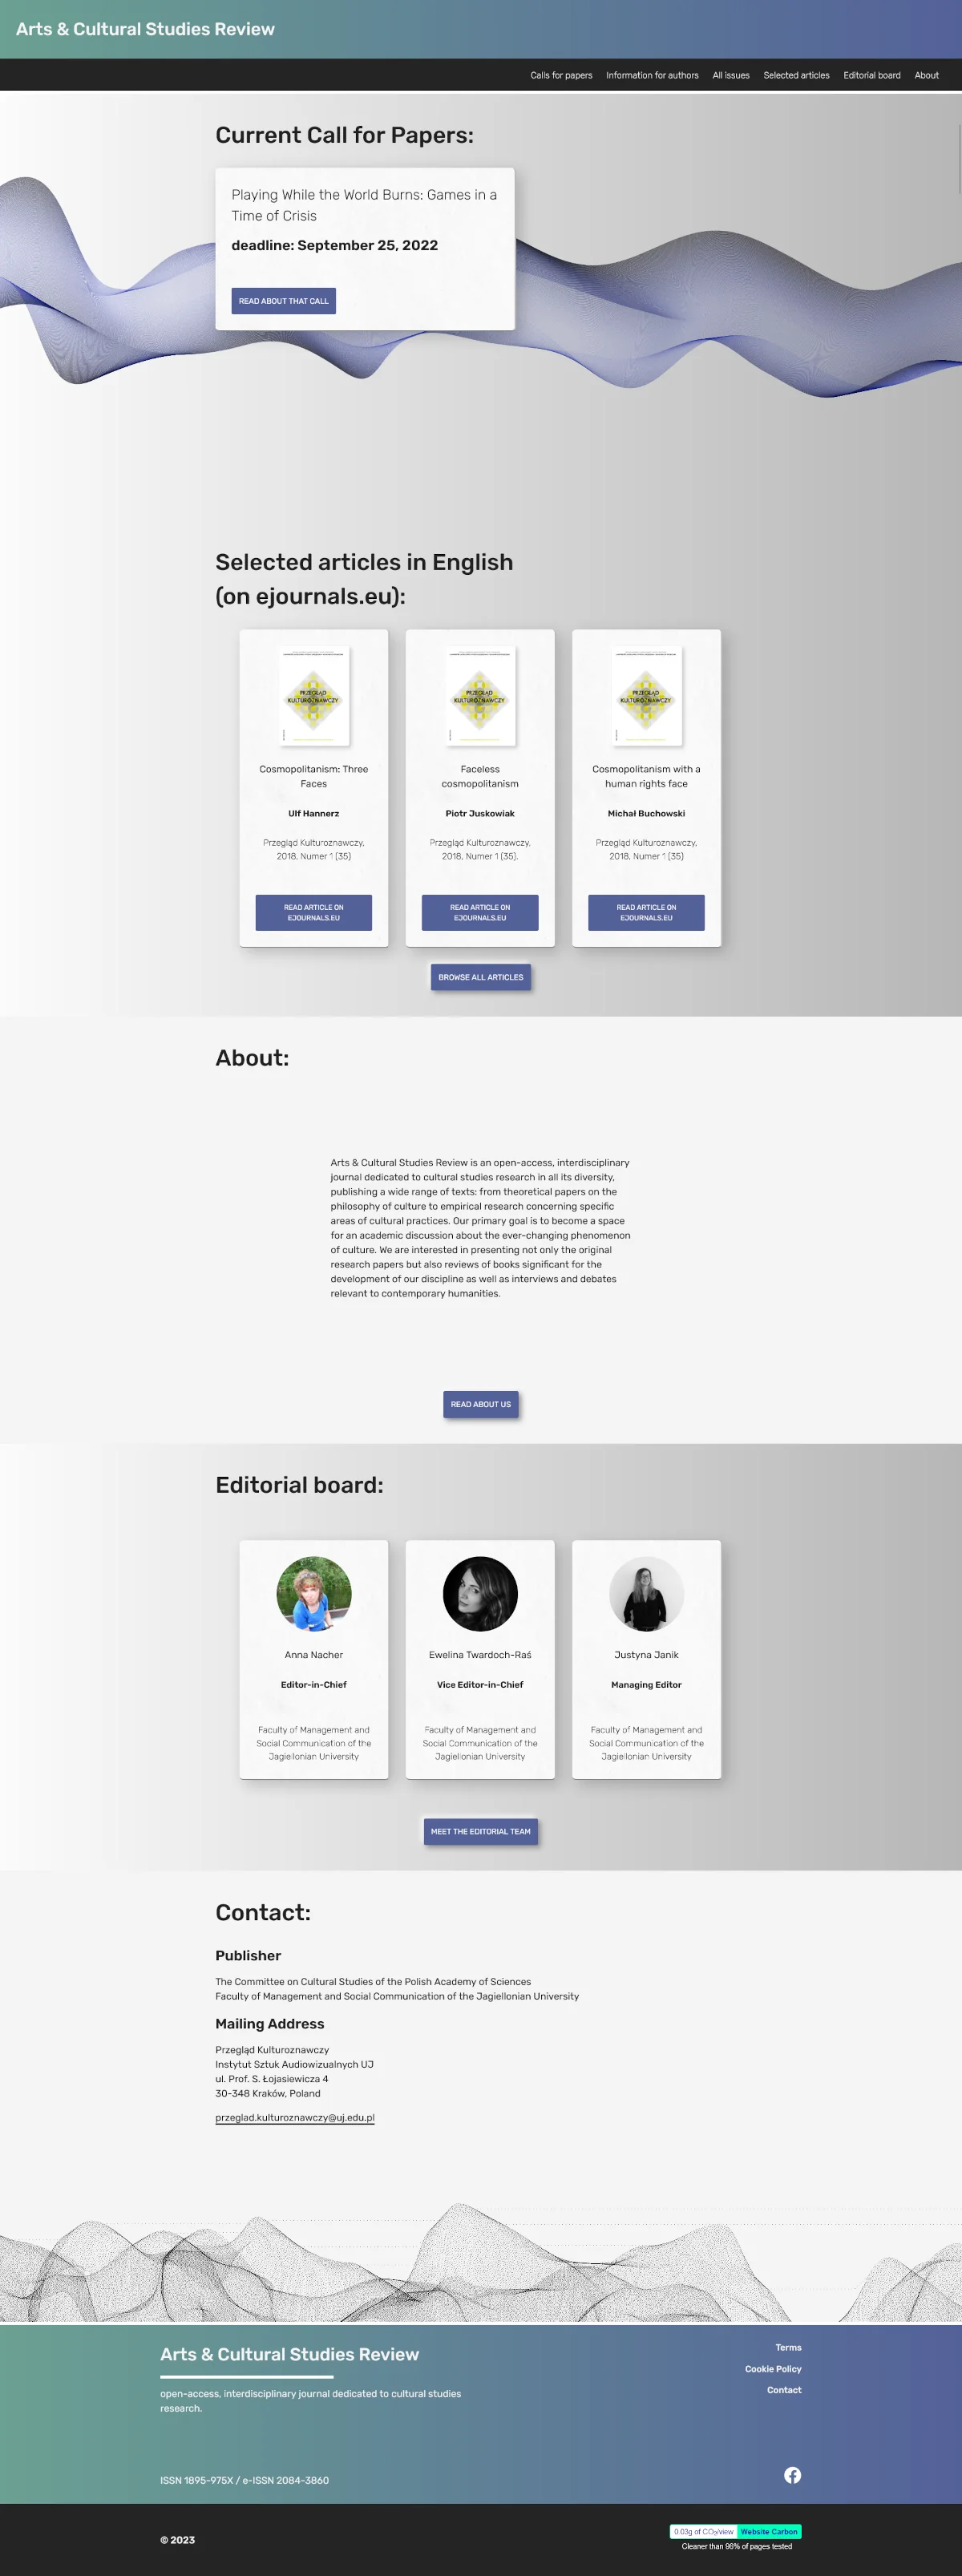 Arts & Cultural Studies Review
Calls for papers
Information for authors
All issues
Selected articles
Editorial board
About
Current Call for Papers:
Playing While the World Burns: Games in a
Time of Crisis
deadline: September 25, 2022
READ ABOUT THAT CALL
Selected articles in English
(on ejournals.eu):
PRZEGLĄD
KULTUROZNAWCZY
Cosmopolitanism: Three
Faces
Ulf Hannerz
Przegląd Kulturoznawczy,
2018, Numer 1 (35)
READ ARTICLE ON
EJOURNALS.EU
PRZEGLĄD
KULTUROZNAWCZY
Faceless
cosmopolitanism
Piotr Juskowiak
Przegląd Kulturoznawczy,
2018, Numer 1 (35).
READ ARTICLE ON
EJOURNALS.EU
PRZEGLĄD
KULTUROZNAWCZY
Cosmopolitanism with a
human rights face
Michał Buchowski
Przegląd Kulturoznawczy,
2018, Numer 1 (35)
READ ARTICLE ON
EJOURNALS.EU
BROWSE ALL ARTICLES
About:
Arts & Cultural Studies Review is an open-access, interdisciplinary
journal dedicated to cultural studies research in all its diversity,
publishing a wide range of texts: from theoretical papers on the
philosophy of culture to empirical research concerning specific
areas of cultural practices. Our primary goal is to become a space
for an academic discussion about the ever-changing phenomenon
of culture. We are interested in presenting not only the original
research papers but also reviews of books significant for the
development of our discipline as well as interviews and debates
relevant to contemporary humanities.
READ ABOUT US
Editorial board:
Anna Nacher
Editor-in-Chief
Faculty of Management and
Social Communication of the
Jagiellonian University
Ewelina Twardoch-Raś
Vice Editor-in-Chief
Faculty of Management and
Social Communication of the
Jagiellonian University
Justyna Janik
Managing Editor
Faculty of Management and
Social Communication of the
Jagiellonian University
MEET THE EDITORIAL TEAM
Contact:
Publisher
The Committee on Cultural Studies of the Polish Academy of Sciences
Faculty of Management and Social Communication of the Jagiellonian University
Mailing Address
Przegląd Kulturoznawczy
Instytut Sztuk Audiowizualnych UJ
ul. Prof. S. Łojasiewicza 4
30-348 Kraków, Poland
przeglad.kulturoznawczy@uj.edu.pl
Arts & Cultural Studies Review
open-access, interdisciplinary journal dedicated to cultural studies
research.
ISSN 1895-975X / e-ISSN 2084-3860
Terms
Cookie Policy
Contact
© 2023
0.03g of CO₂/view
Website Carbon
Cleaner than 98% of pages tested